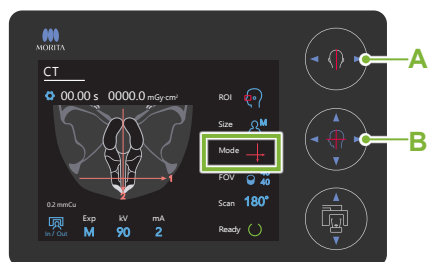 MORITA
CT
00.00 s 0000.0 mGy·cm²
ROI
Size M
Mode
FOV 40 40
Scan 180°
Ready
1
2
0.2 mmCu
In / Out
Exp kV mA
M 90 2
A
B